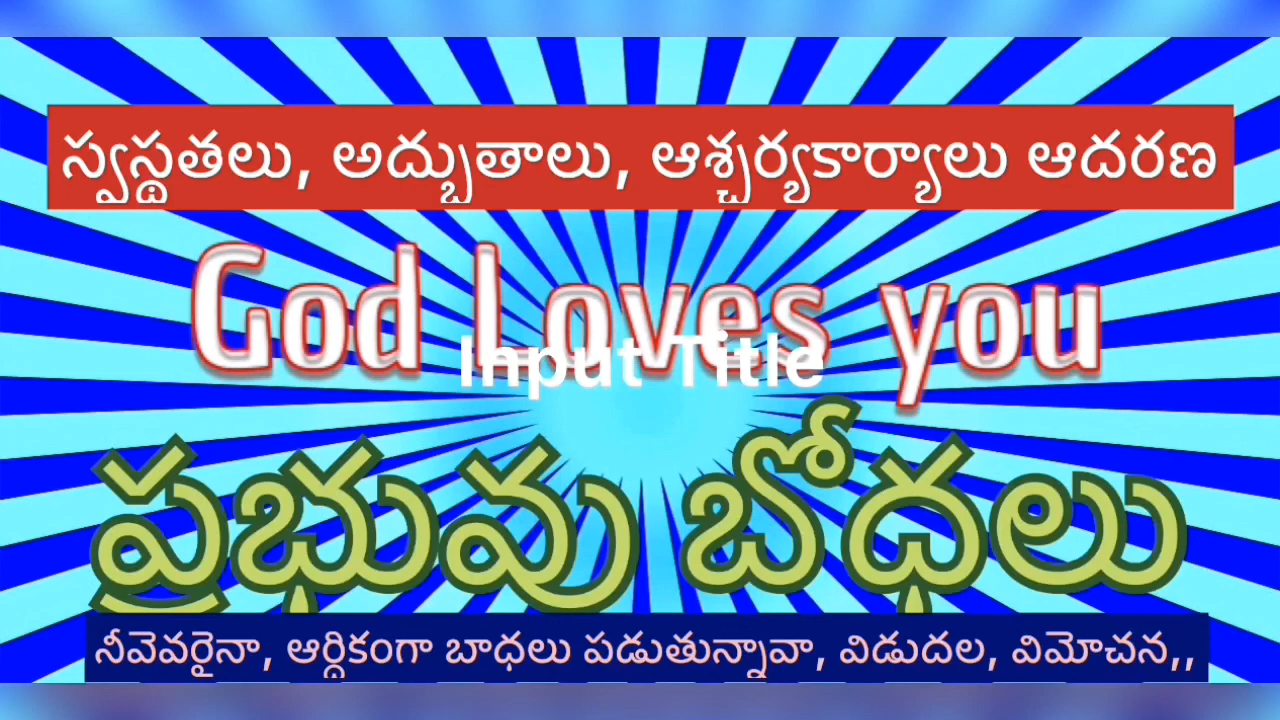 స్వస్థతలు, అద్భుతాలు, ఆశ్చర్యకార్యాలు ఆదరణ
God Loves you
Input Title
ప్రభువు బోధలు
నీవెవరైనా, ఆర్థికంగా బాధలు పడుతున్నావా, విడుదల, విమోచన,,